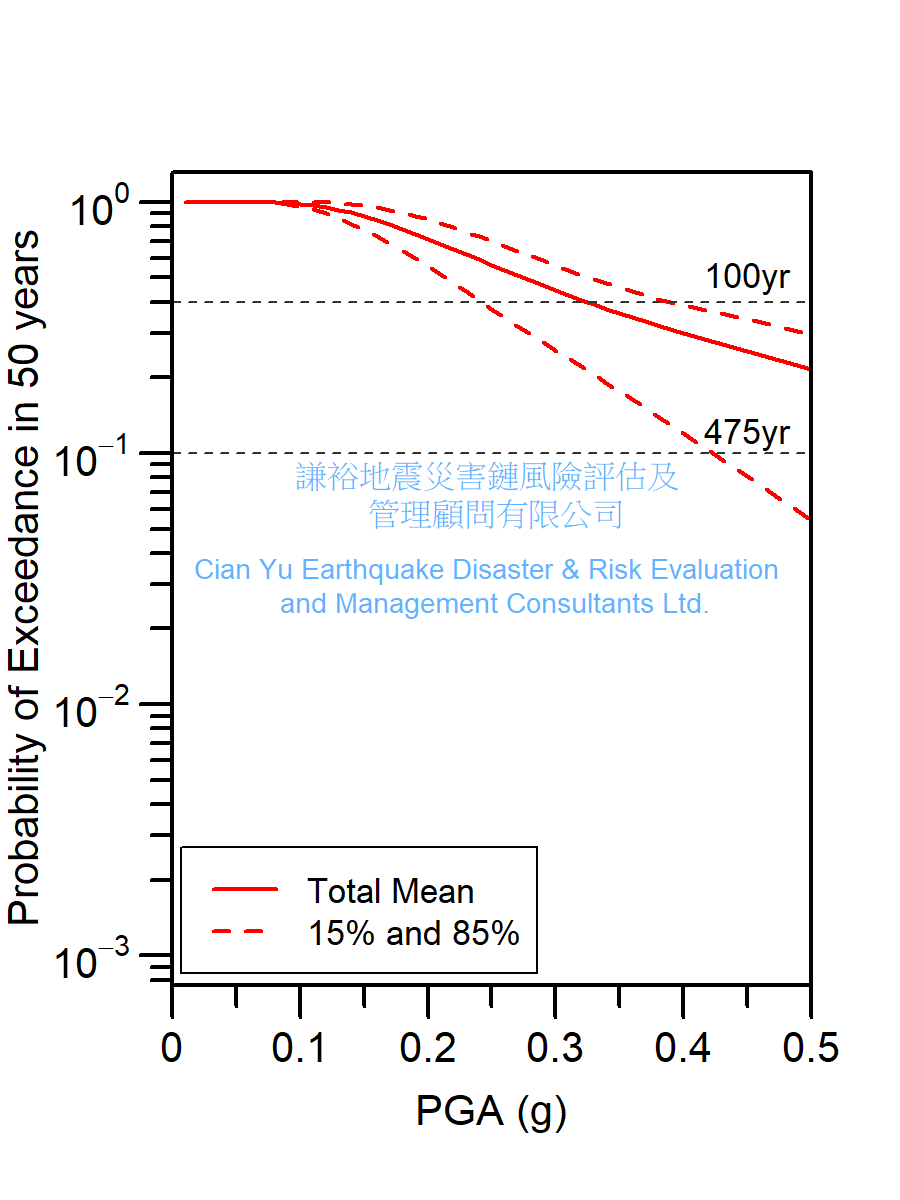 Probability of Exceedance in 50 years
10⁰
10⁻¹
10⁻²
10⁻³
100yr
475yr
謙裕地震災害鏈風險評估及
管理顧問有限公司
Cian Yu Earthquake Disaster & Risk Evaluation
and Management Consultants Ltd.
Total Mean
15% and 85%
0 0.1 0.2 0.3 0.4 0.5
PGA (g)